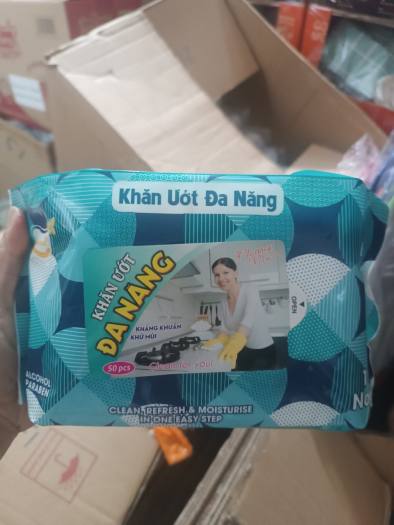 Khăn Ướt Đa Năng
KHĂN ƯỚT
ĐA NĂNG
KHÁNG KHUẨN
KHỬ MÙI
50 pcs
OPEN
ALCOHOL
PARABEN
CLEAN, REFRESH & MOISTURISE
IN ONE EASY STEP